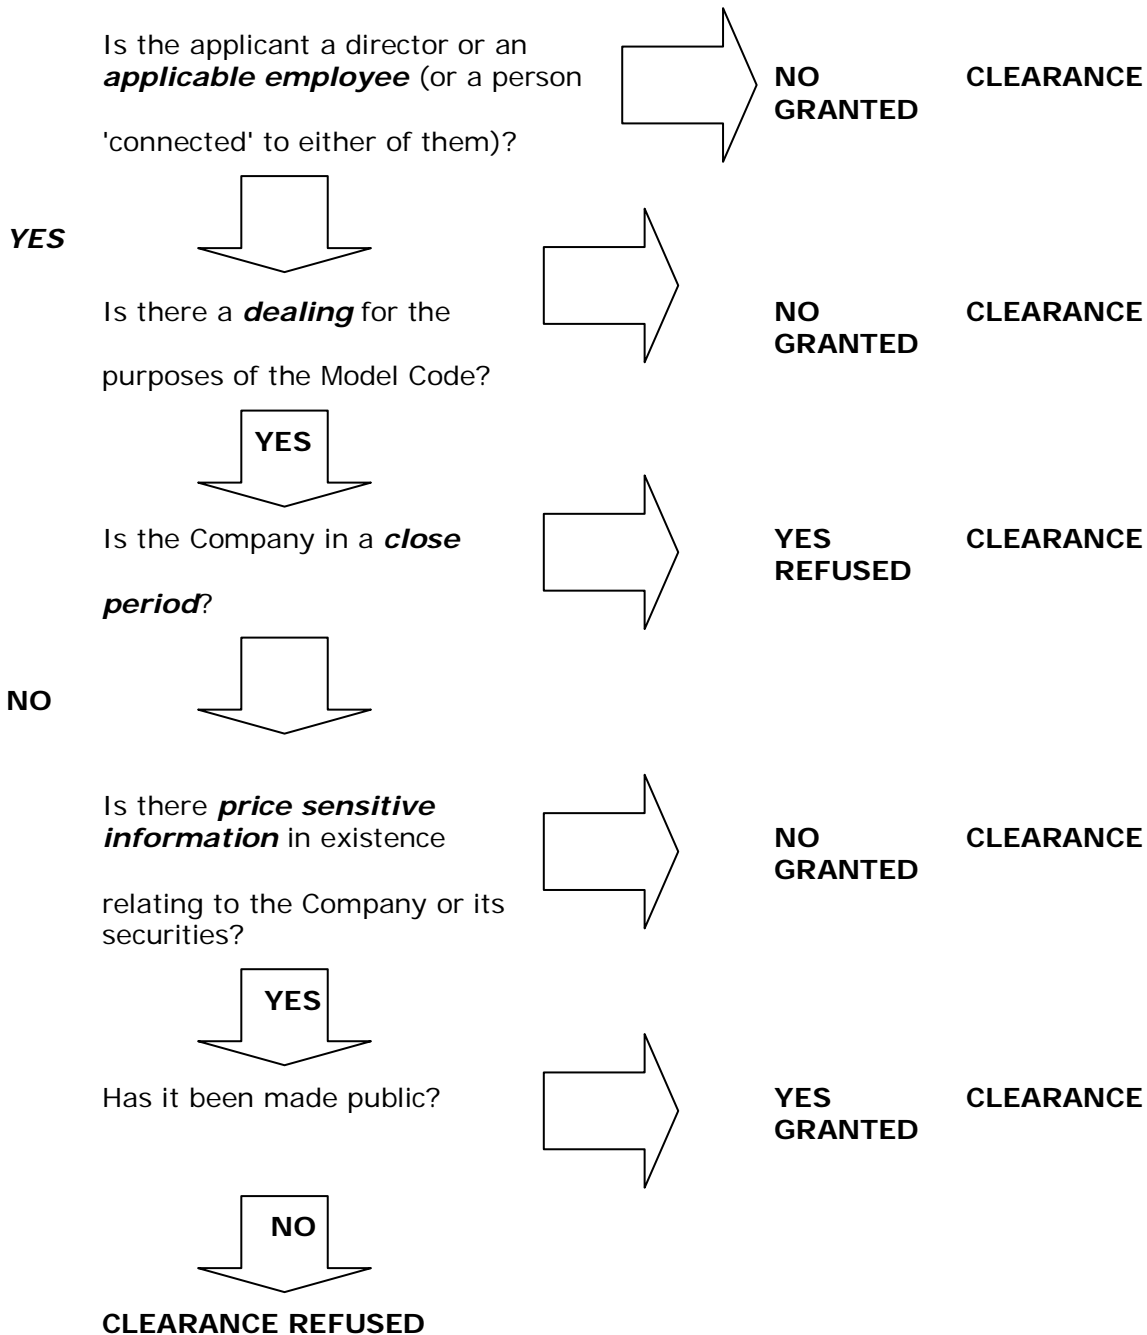 Is the applicant a director or an
applicable employee (or a person
'connected' to either of them)?
NO CLEARANCE
GRANTED
YES
Is there a dealing for the
purposes of the Model Code?
NO CLEARANCE
GRANTED
YES
Is the Company in a close
period?
YES CLEARANCE
REFUSED
NO
Is there price sensitive
information in existence
relating to the Company or its
securities?
NO CLEARANCE
GRANTED
YES
Has it been made public?
YES CLEARANCE
GRANTED
NO
CLEARANCE REFUSED